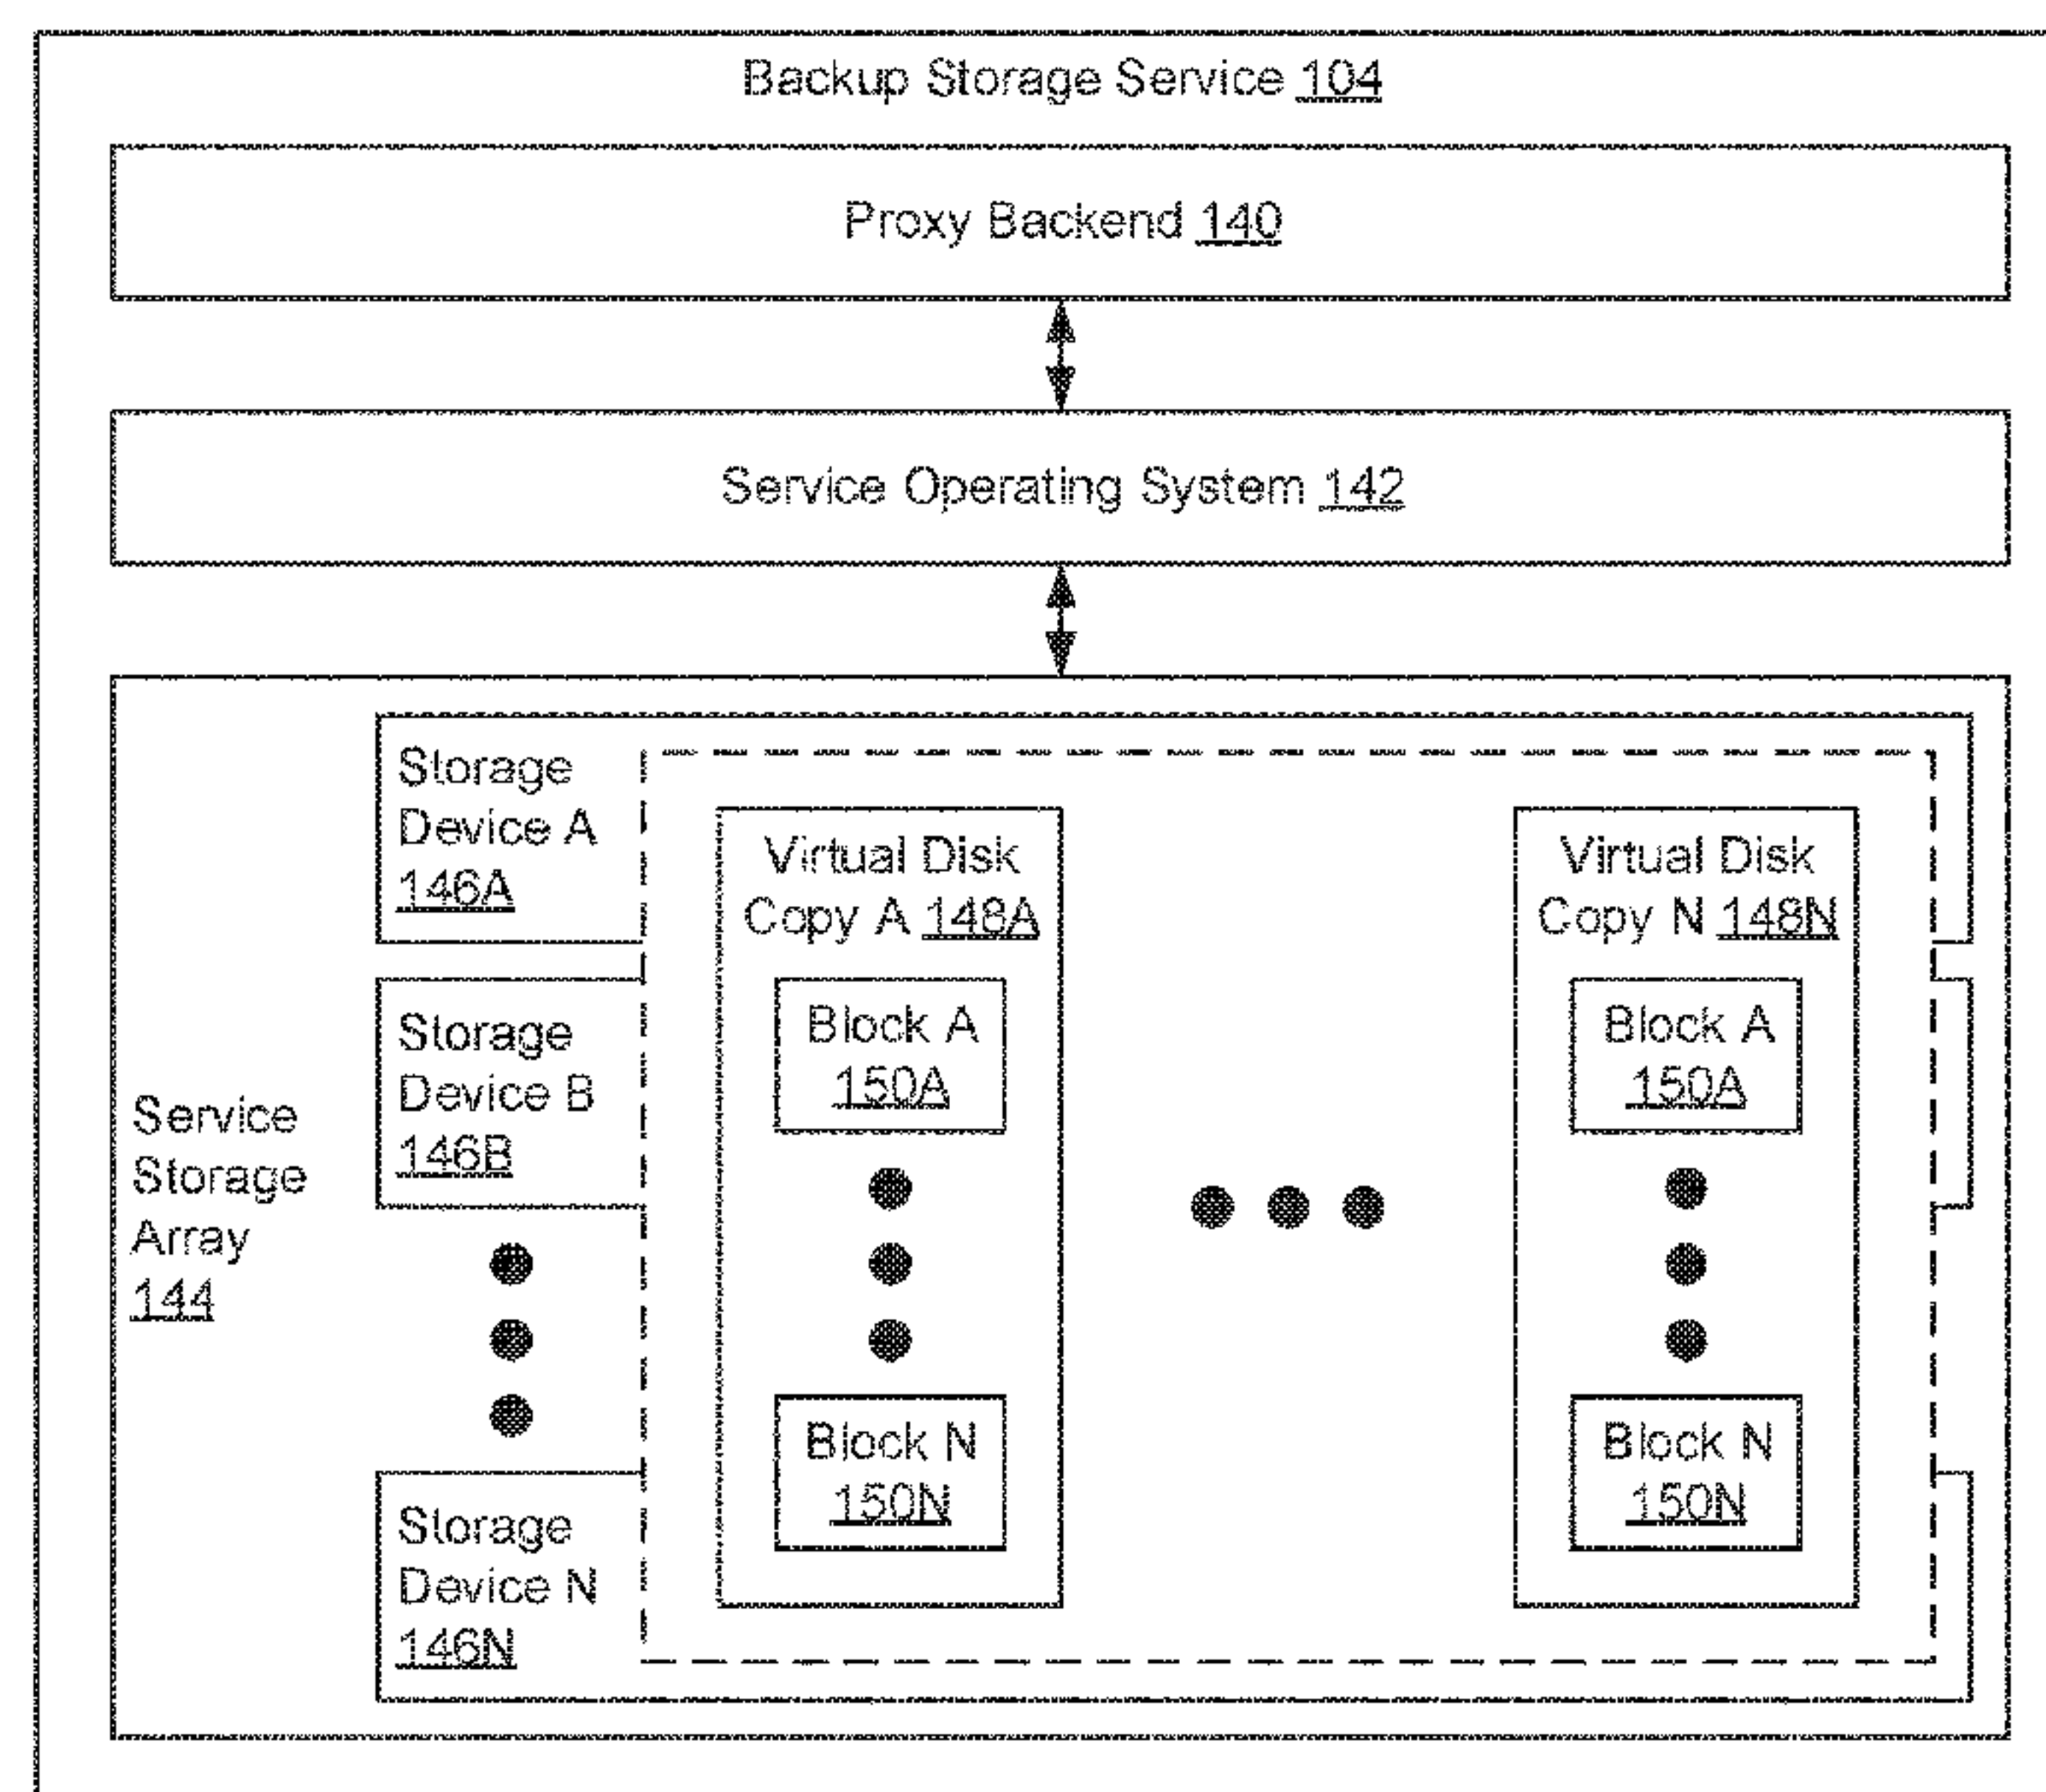 Backup Storage Service 104
Proxy Backend 140
Service Operating System 142
Service
Storage
Array
144
Storage
Device A
146A
Storage
Device B
146B
Storage
Device N
146N
Virtual Disk
Copy A 148A
Block A
150A
Block N
150N
Virtual Disk
Copy N 148N
Block A
150A
Block N
150N